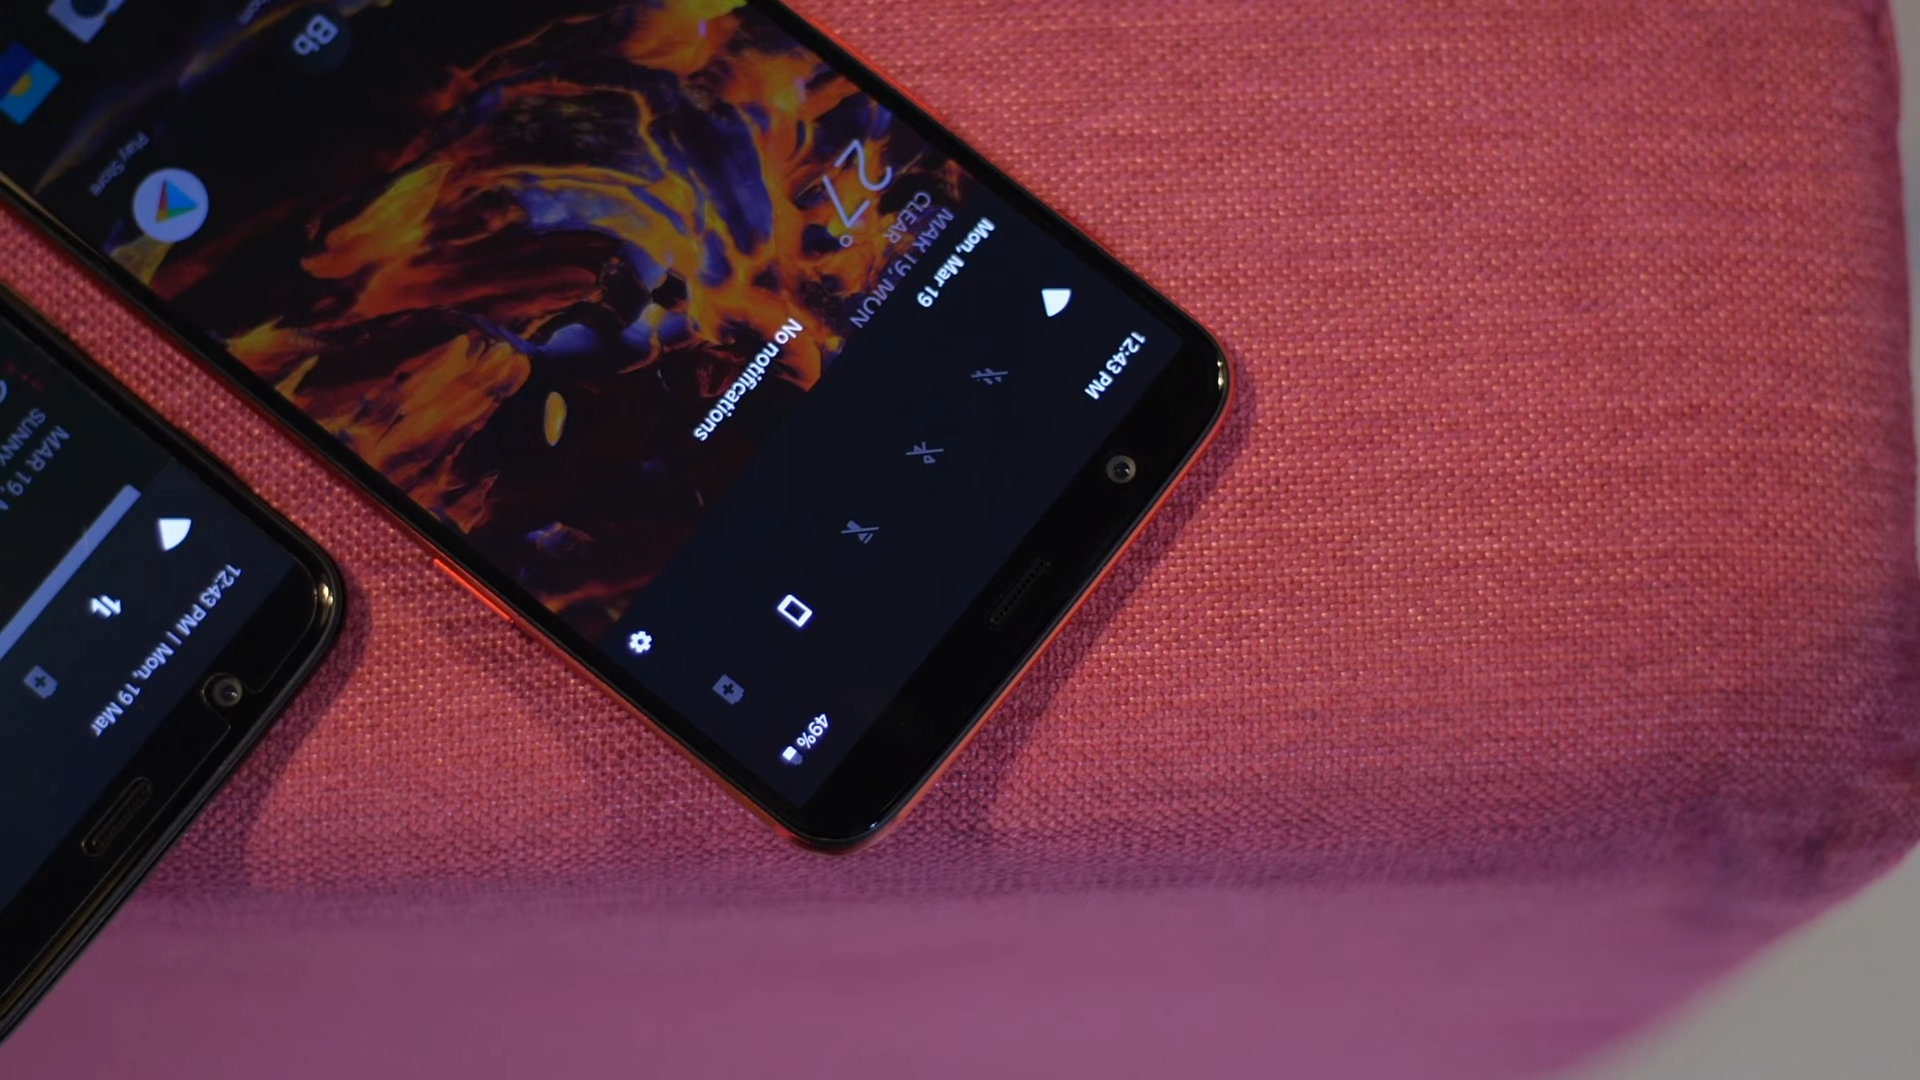 12:43 PM
49%
Mon, Mar 19
No notifications
MAR 19, MON
CLEAR
27°
Play Store
Bb
12:43 PM | Mon, 19 Mar
MAR 19,
SUNNY